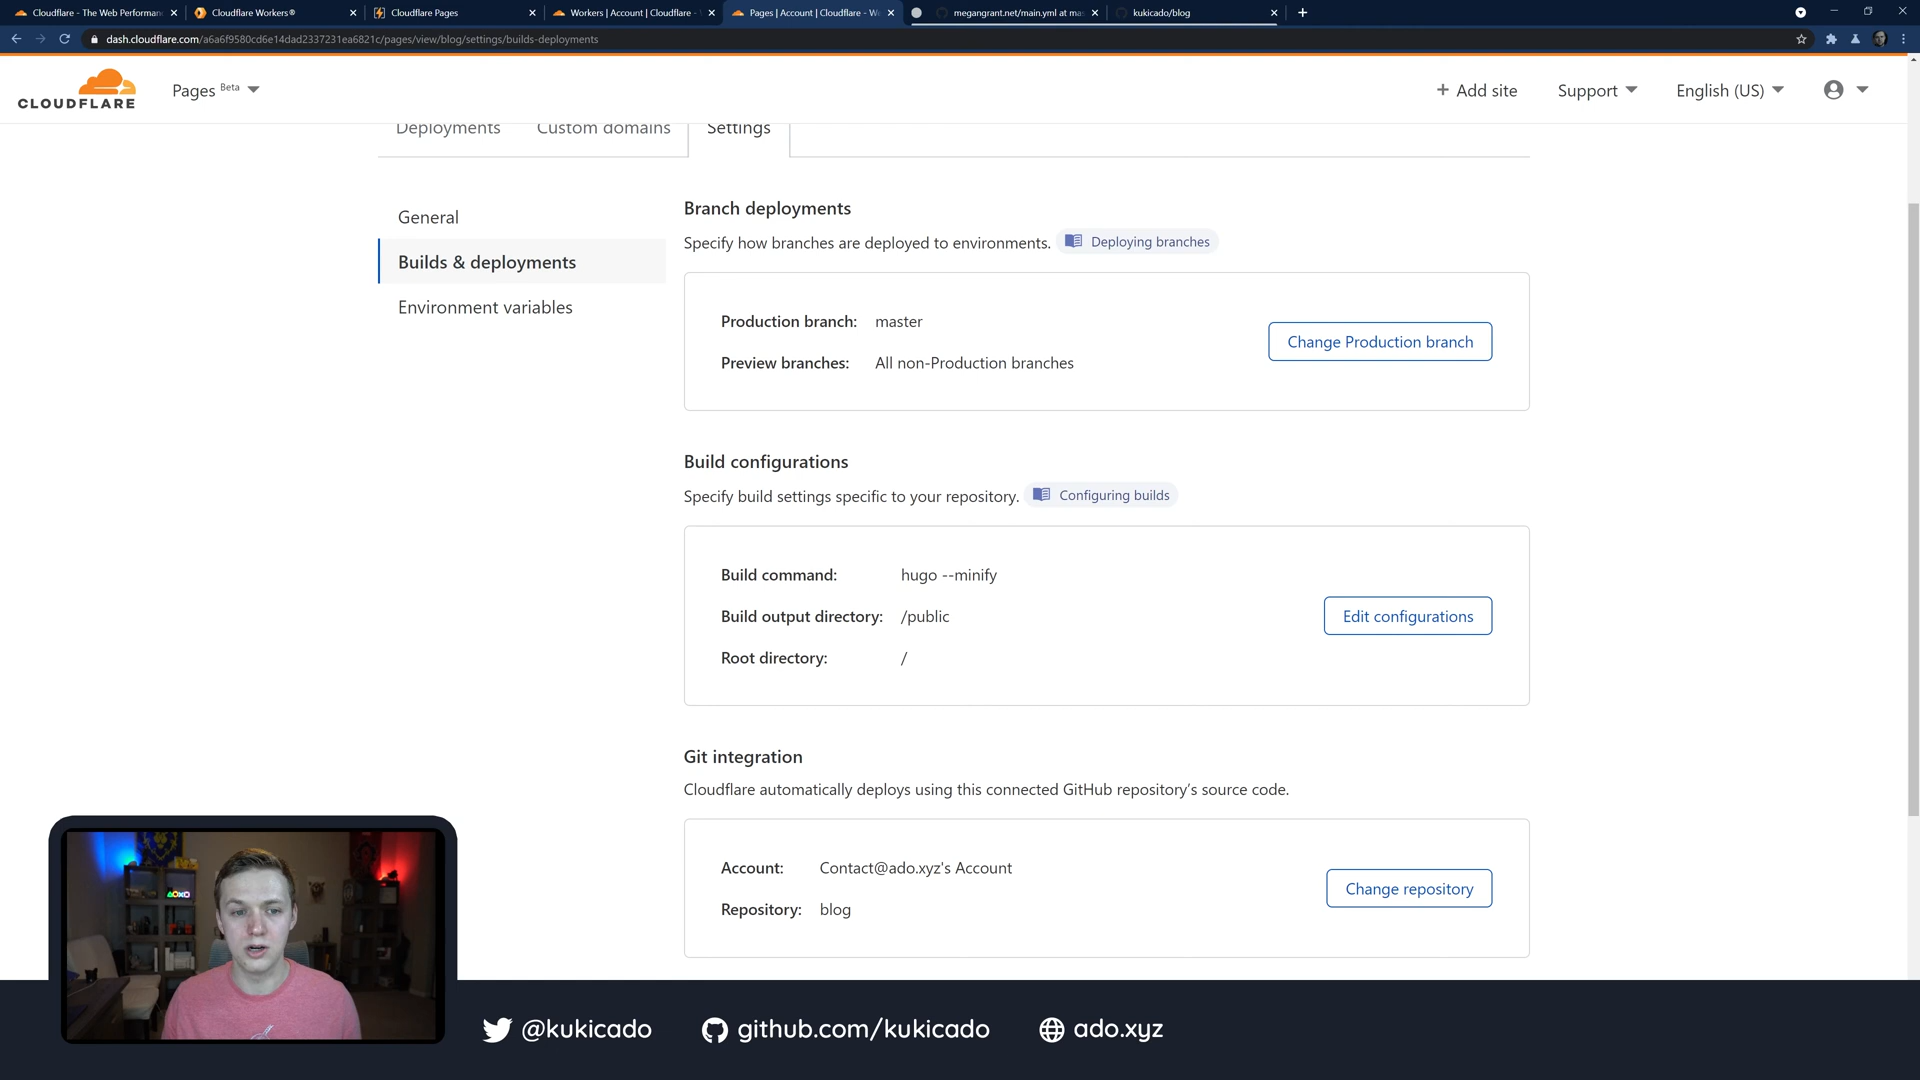 Cloudflare - The Web Performan
Cloudflare Workers®
Cloudflare Pages
Workers | Account | Cloudflare -
Pages | Account | Cloudflare - We
megangrant.net/main.yml at mas
kukicado/blog
dash.cloudflare.com/a6a6f9580cd6e14dad2337231ea6821c/pages/view/blog/settings/builds-deployments
CLOUDFLARE
Pages Beta
+ Add site
Support
English (US)
Deployments
Custom domains
Settings
General
Builds & deployments
Environment variables
Branch deployments
Specify how branches are deployed to environments. Deploying branches
Production branch: master
Preview branches: All non-Production branches
Change Production branch
Build configurations
Specify build settings specific to your repository. Configuring builds
Build command: hugo --minify
Build output directory: /public
Root directory: /
Edit configurations
Git integration
Cloudflare automatically deploys using this connected GitHub repository's source code.
Account: Contact@ado.xyz's Account
Repository: blog
Change repository
@kukicado
github.com/kukicado
ado.xyz